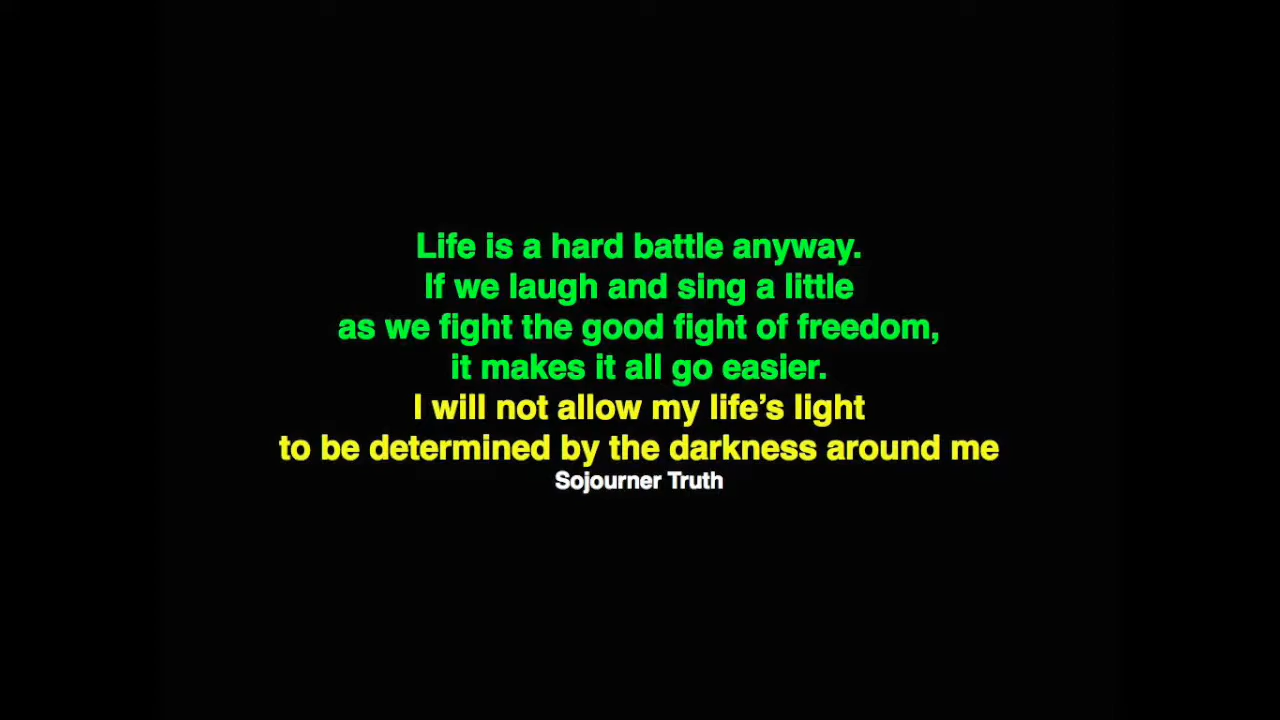 Life is a hard battle anyway.
If we laugh and sing a little
as we fight the good fight of freedom,
it makes it all go easier.
I will not allow my life’s light
to be determined by the darkness around me
Sojourner Truth